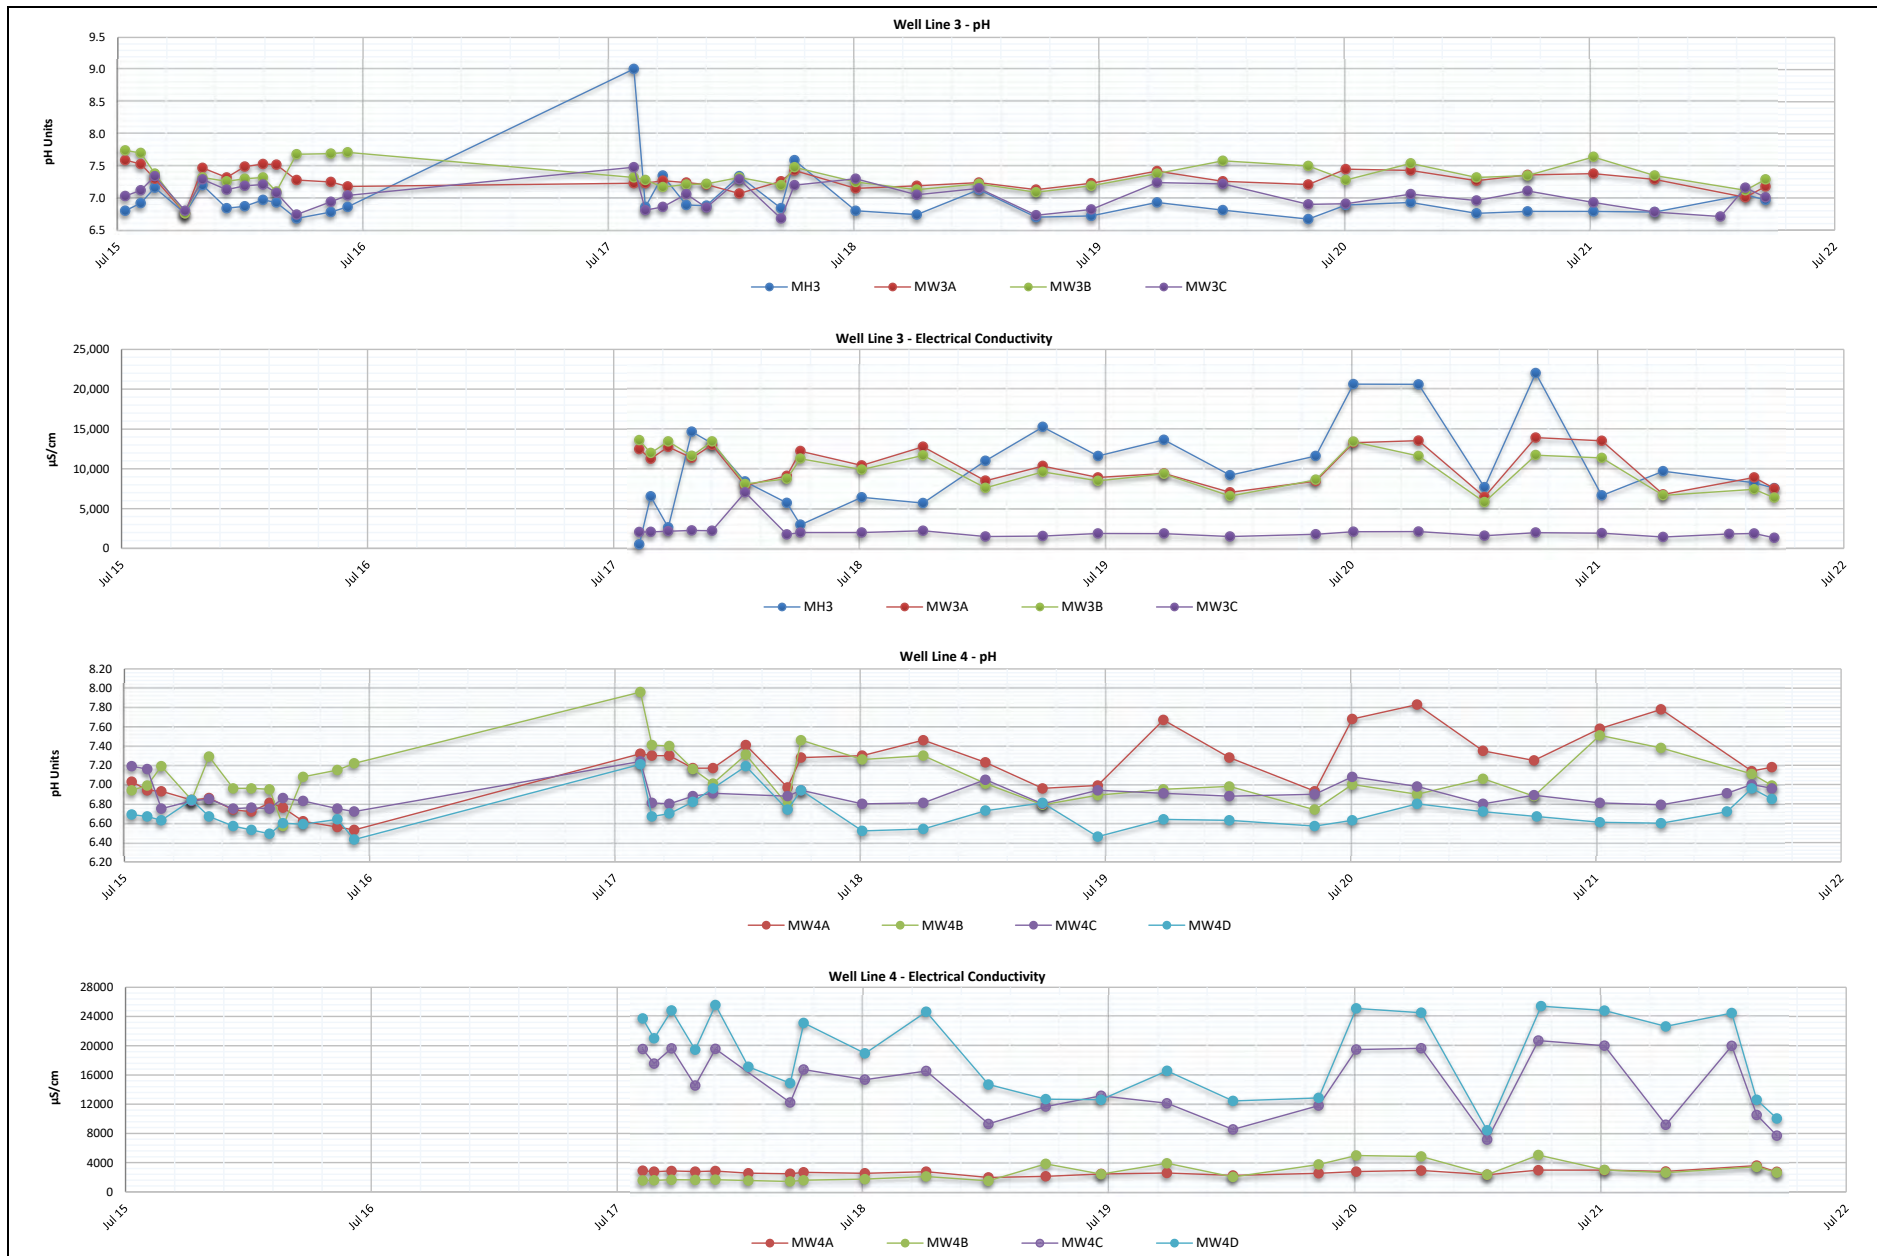 Well Line 3 - pH
9.5
9.0
8.5
8.0
7.5
7.0
6.5
pH Units
Jul 15 Jul 16 Jul 17 Jul 18 Jul 19 Jul 20 Jul 21 Jul 22
MH3 MW3A MW3B MW3C
Well Line 3 - Electrical Conductivity
25,000
20,000
15,000
10,000
5,000
0
µS/cm
Jul 15 Jul 16 Jul 17 Jul 18 Jul 19 Jul 20 Jul 21 Jul 22
MH3 MW3A MW3B MW3C
Well Line 4 - pH
8.20
8.00
7.80
7.60
7.40
7.20
7.00
6.80
6.60
6.40
6.20
pH Units
Jul 15 Jul 16 Jul 17 Jul 18 Jul 19 Jul 20 Jul 21 Jul 22
MW4A MW4B MW4C MW4D
Well Line 4 - Electrical Conductivity
28000
24000
20000
16000
12000
8000
4000
0
µS/cm
Jul 15 Jul 16 Jul 17 Jul 18 Jul 19 Jul 20 Jul 21 Jul 22
MW4A MW4B MW4C MW4D